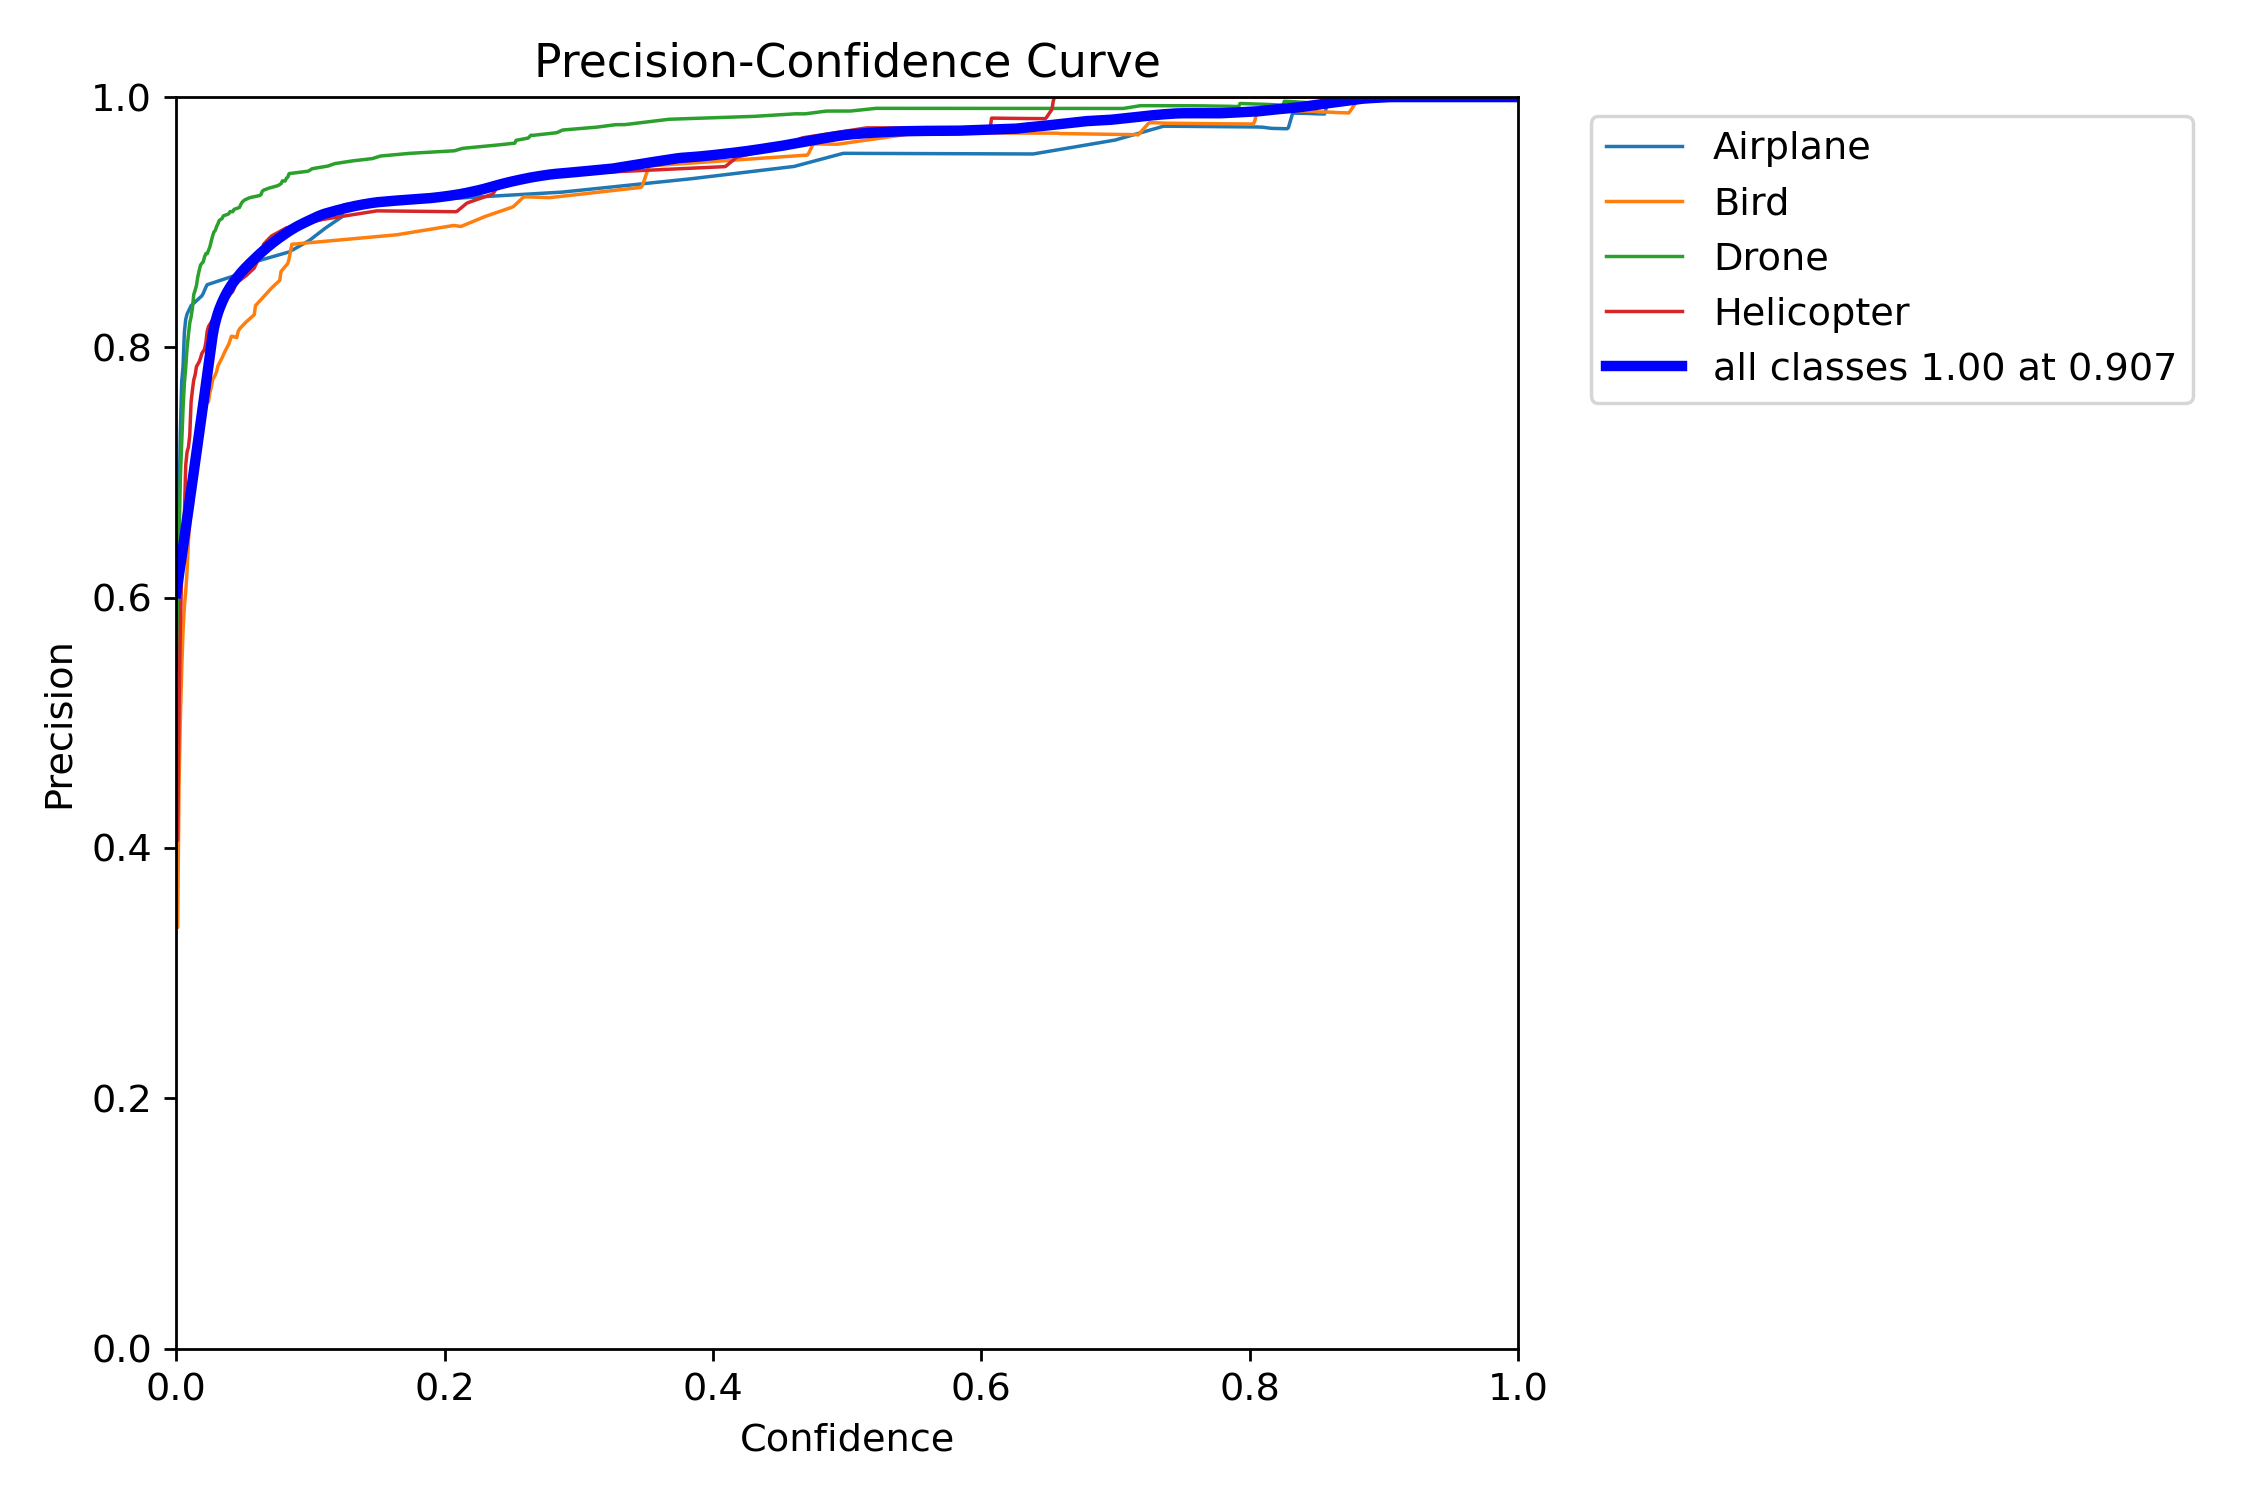 Precision-Confidence Curve
1.0
0.8
0.6
0.4
0.2
0.0
Precision
0.0 0.2 0.4 0.6 0.8 1.0
Confidence
Airplane
Bird
Drone
Helicopter
all classes 1.00 at 0.907